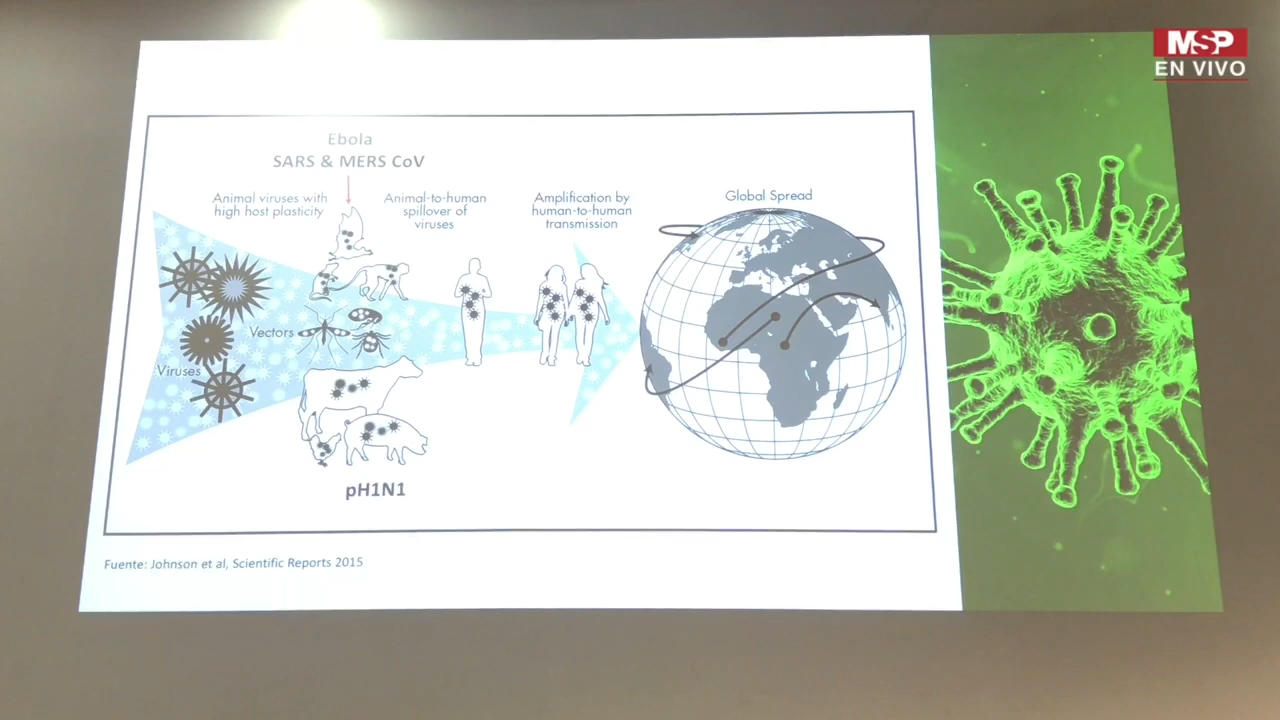 MSP
EN VIVO
Ebola
SARS & MERS CoV
Animal viruses with
high host plasticity
Animal-to-human
spillover of
viruses
Amplification by
human-to-human
transmission
Global Spread
Vectors
Viruses
pH1N1
Fuente: Johnson et al, Scientific Reports 2015